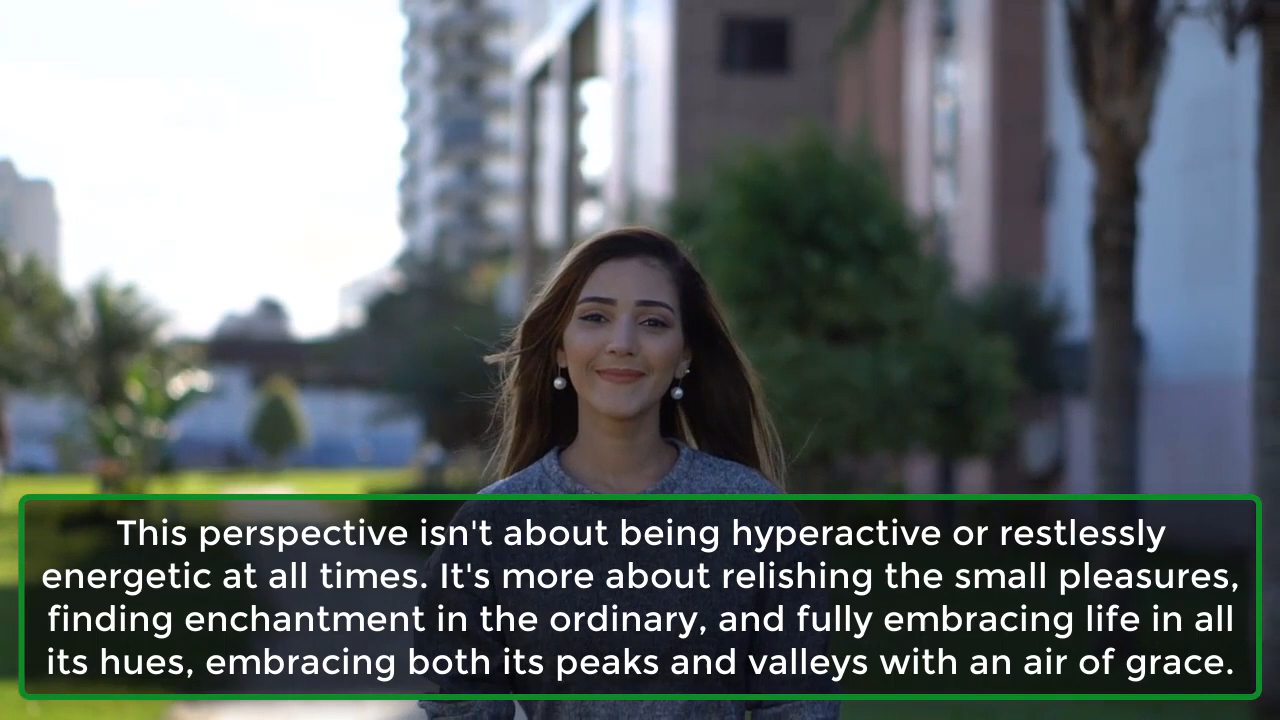 This perspective isn't about being hyperactive or restlessly
energetic at all times. It's more about relishing the small pleasures,
finding enchantment in the ordinary, and fully embracing life in all
its hues, embracing both its peaks and valleys with an air of grace.